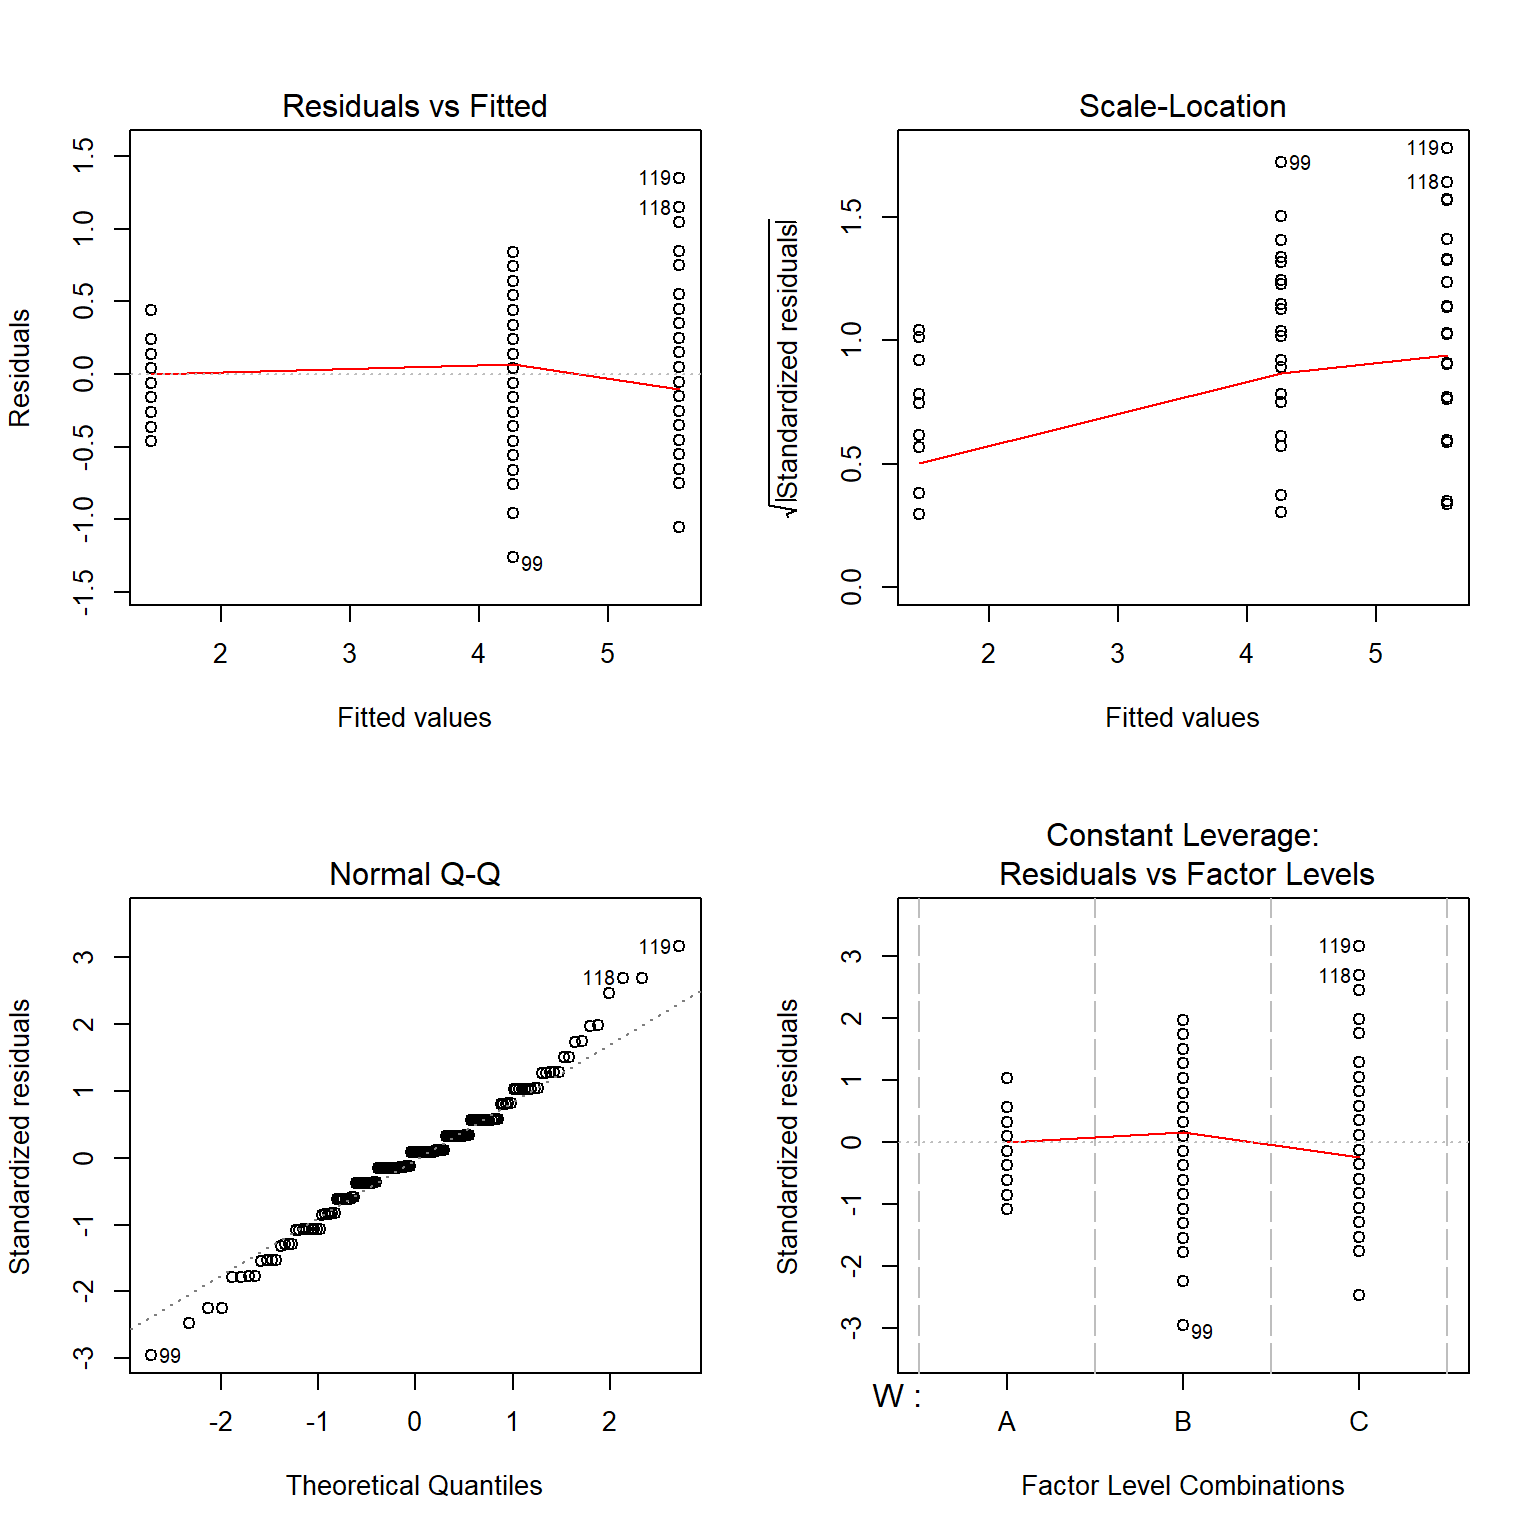 Residuals vs Fitted
Residuals
1.5
1.0
0.5
0.0
-0.5
-1.0
-1.5
119
118
99
2 3 4 5
Fitted values
Scale-Location
√|Standardized residuals|
1.5
1.0
0.5
0.0
99
119
118
2 3 4 5
Fitted values
Normal Q-Q
Standardized residuals
3
2
1
0
-1
-2
-3
119
118
99
-2 -1 0 1 2
Theoretical Quantiles
Constant Leverage:
Residuals vs Factor Levels
Standardized residuals
3
2
1
0
-1
-2
-3
119
118
99
W :
A B C
Factor Level Combinations